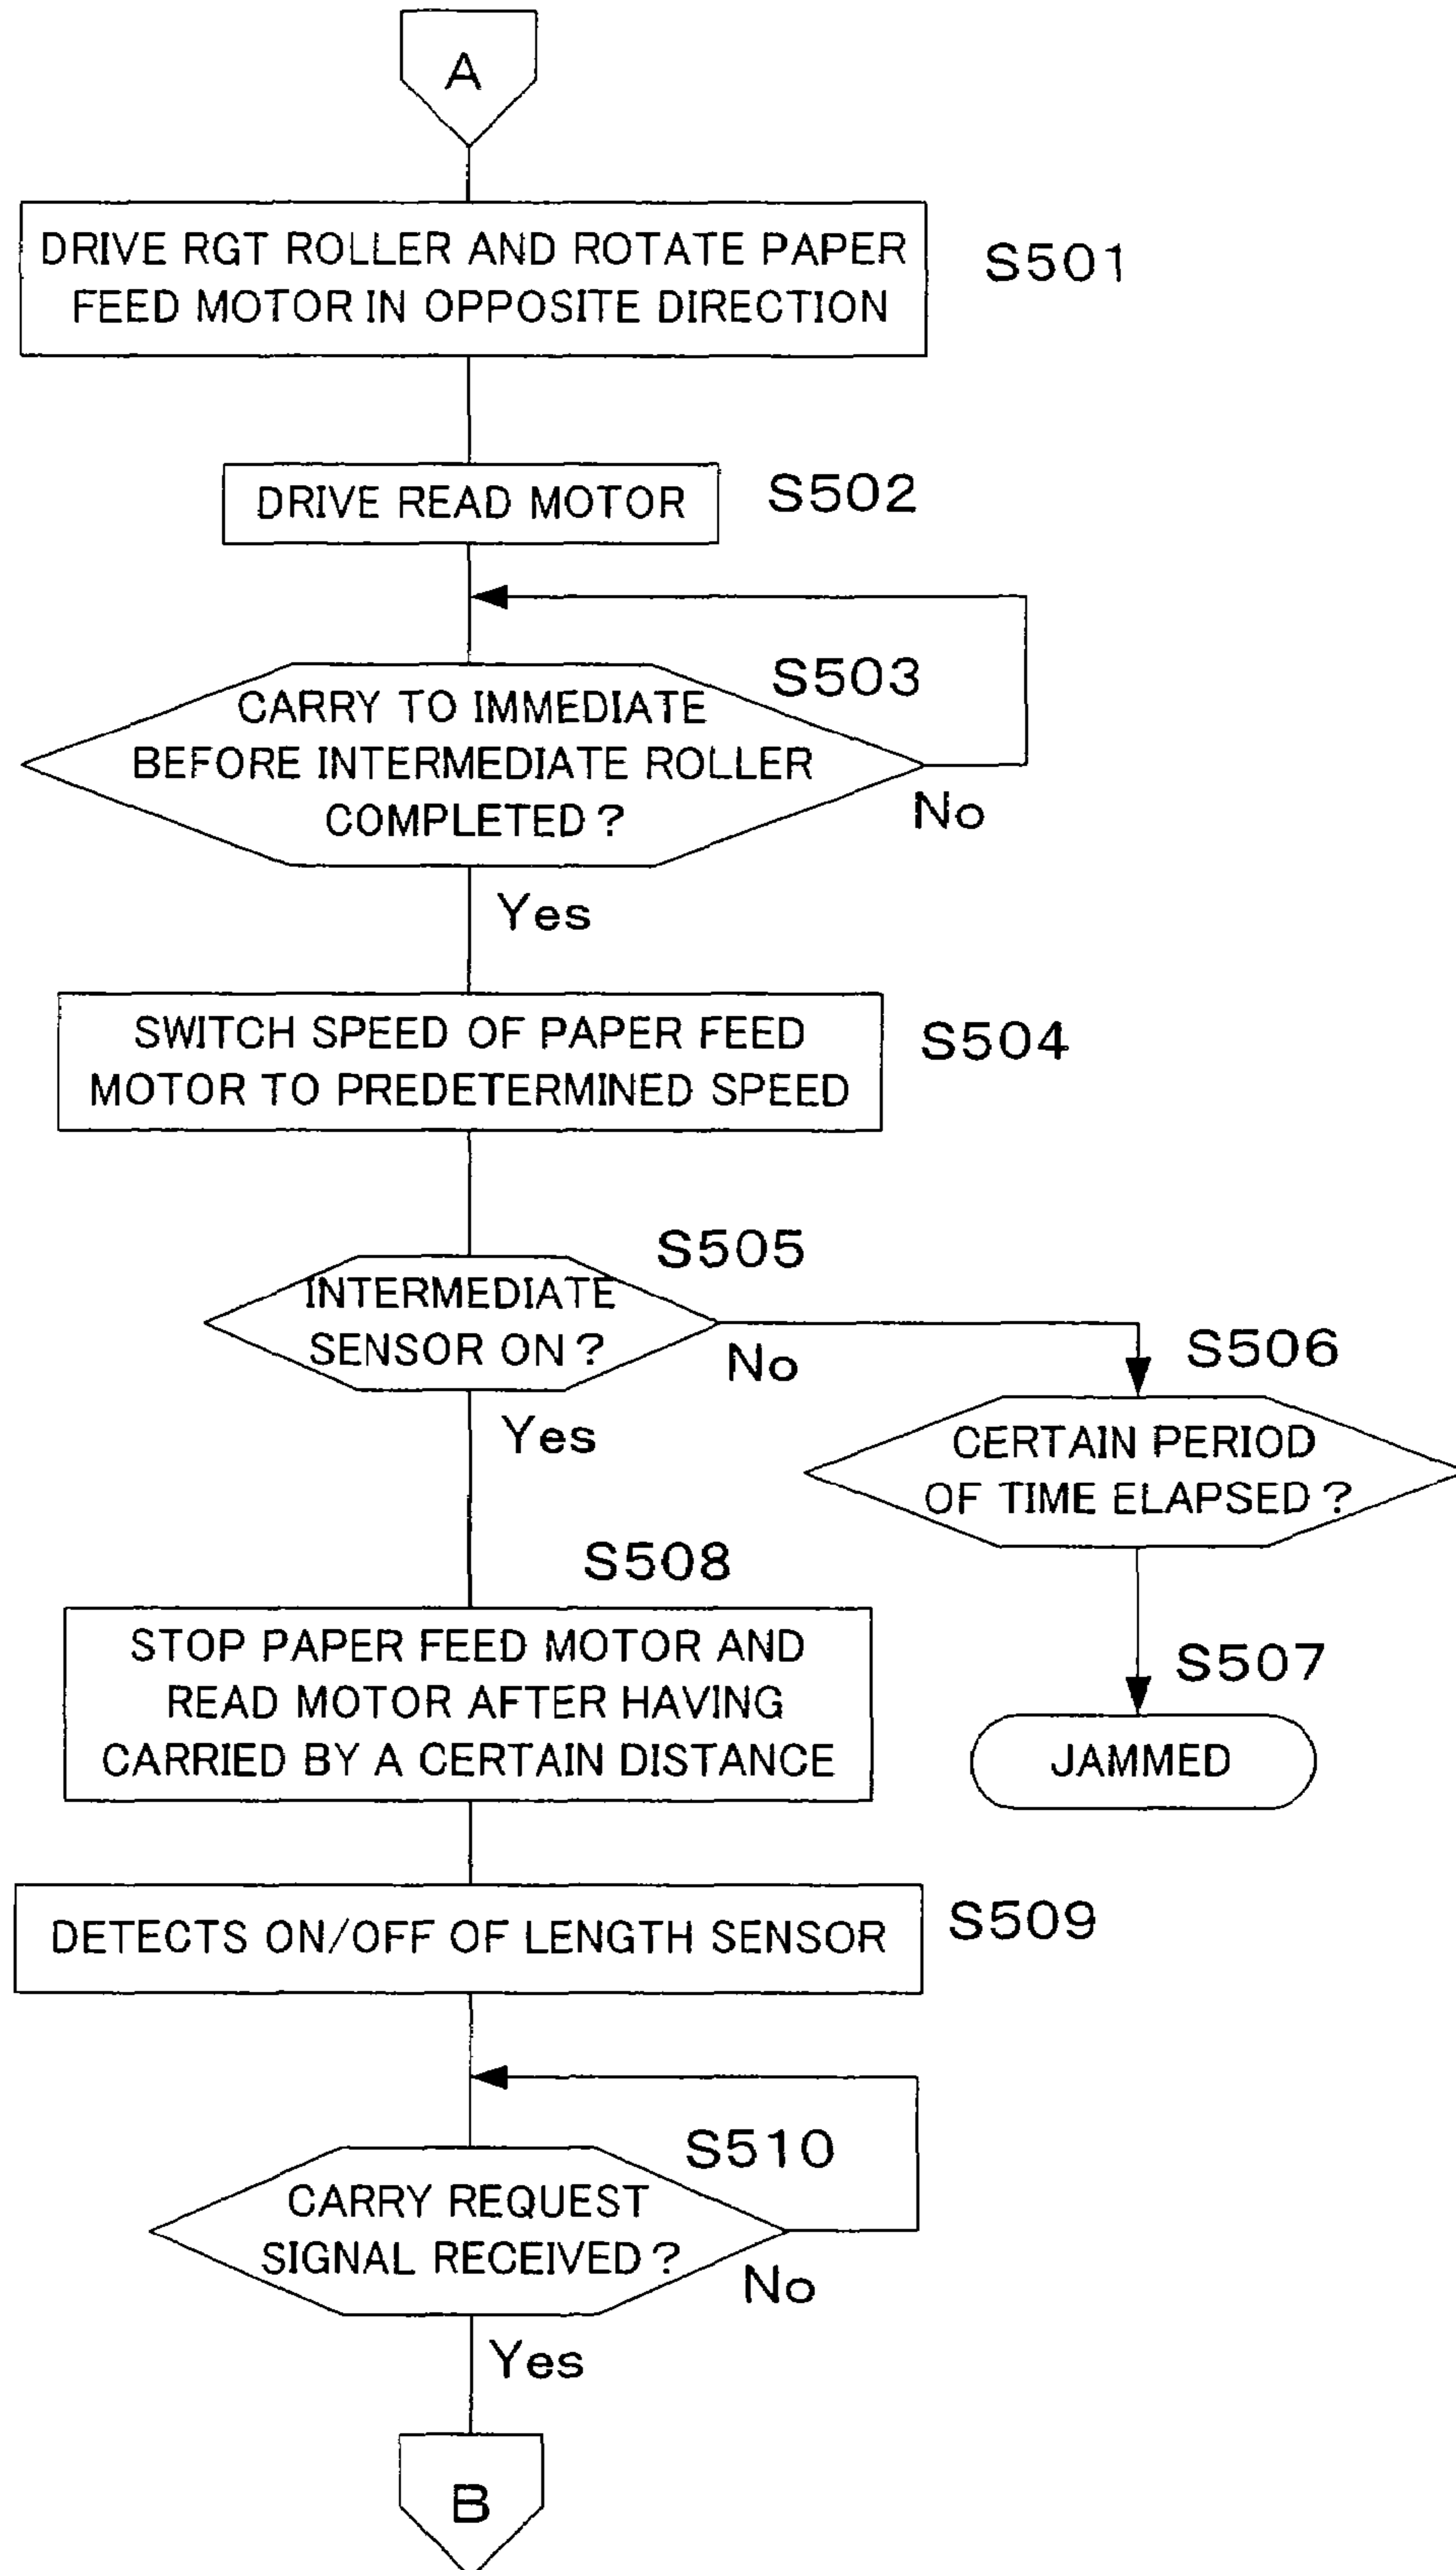 A
DRIVE RGT ROLLER AND ROTATE PAPER
FEED MOTOR IN OPPOSITE DIRECTION
S501
DRIVE READ MOTOR
S502
S503
CARRY TO IMMEDIATE
BEFORE INTERMEDIATE ROLLER
COMPLETED?
No
Yes
SWITCH SPEED OF PAPER FEED
MOTOR TO PREDETERMINED SPEED
S504
S505
INTERMEDIATE
SENSOR ON?
No
Yes
S506
CERTAIN PERIOD
OF TIME ELAPSED?
S507
JAMMED
S508
STOP PAPER FEED MOTOR AND
READ MOTOR AFTER HAVING
CARRIED BY A CERTAIN DISTANCE
DETECTS ON/OFF OF LENGTH SENSOR
S509
S510
CARRY REQUEST
SIGNAL RECEIVED?
No
Yes
B